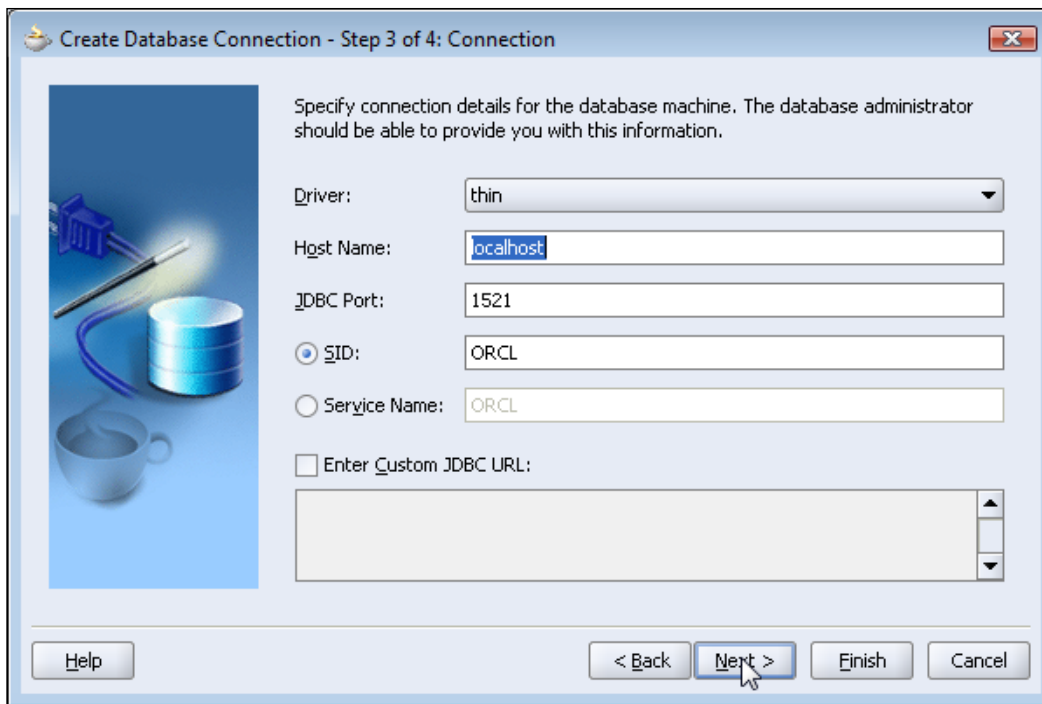 Create Database Connection - Step 3 of 4: Connection
Specify connection details for the database machine. The database administrator
should be able to provide you with this information.
Driver: thin
Host Name: localhost
JDBC Port: 1521
SID: ORCL
Service Name: ORCL
Enter Custom JDBC URL:
Help < Back Next > Finish Cancel